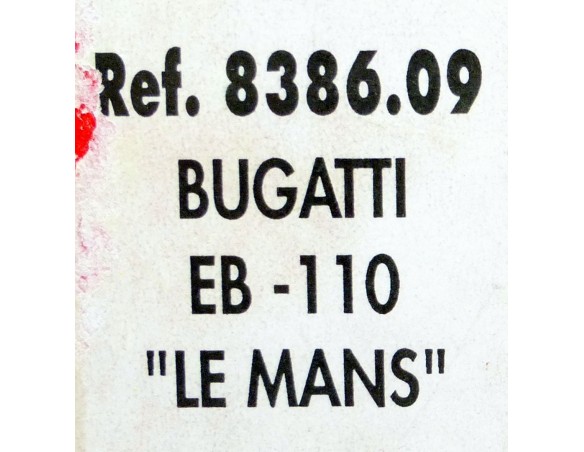 Ref. 8386.09
BUGATTI
EB -110
"LE MANS"